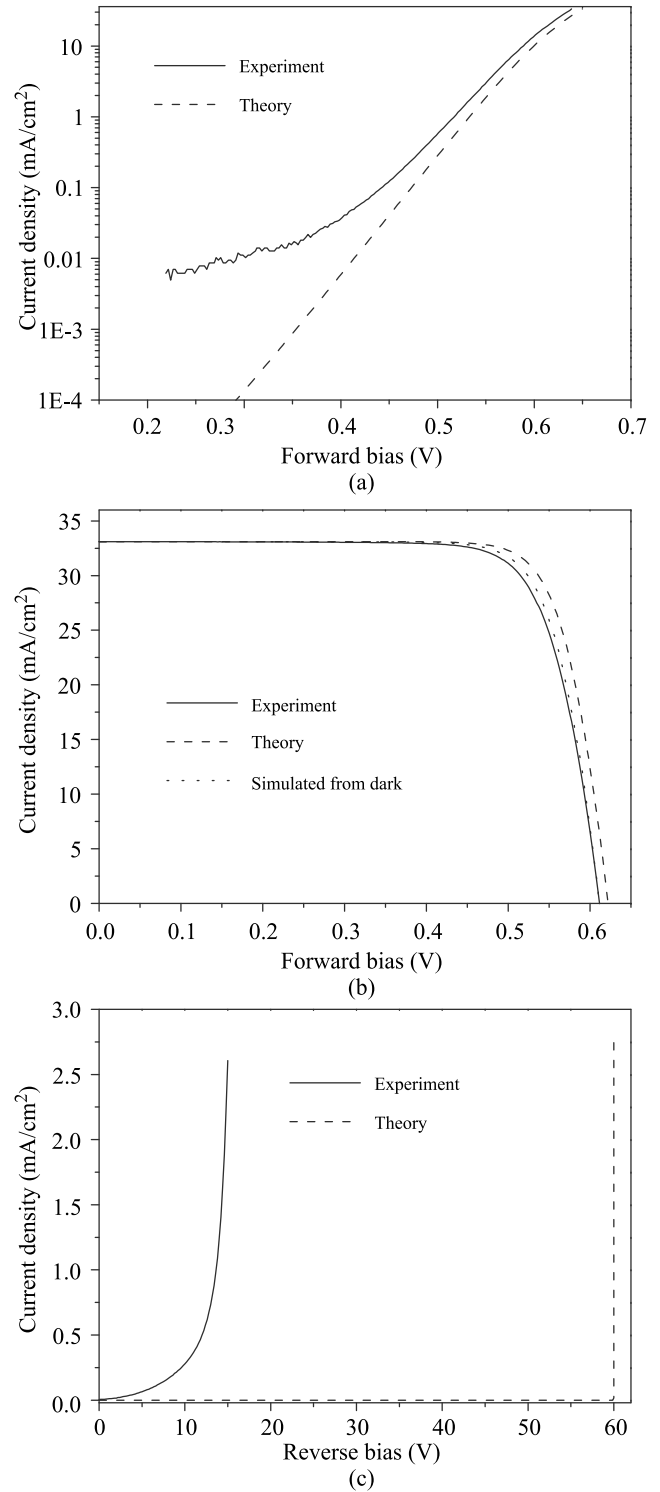 10
1
0.1
0.01
1E-3
1E-4
Current density (mA/cm²)
Experiment
Theory
0.2 0.3 0.4 0.5 0.6 0.7
Forward bias (V)
(a)
35
30
25
20
15
10
5
0
Current density (mA/cm²)
Experiment
Theory
Simulated from dark
0.0 0.1 0.2 0.3 0.4 0.5 0.6
Forward bias (V)
(b)
3.0
2.5
2.0
1.5
1.0
0.5
0.0
Current density (mA/cm²)
Experiment
Theory
0 10 20 30 40 50 60
Reverse bias (V)
(c)